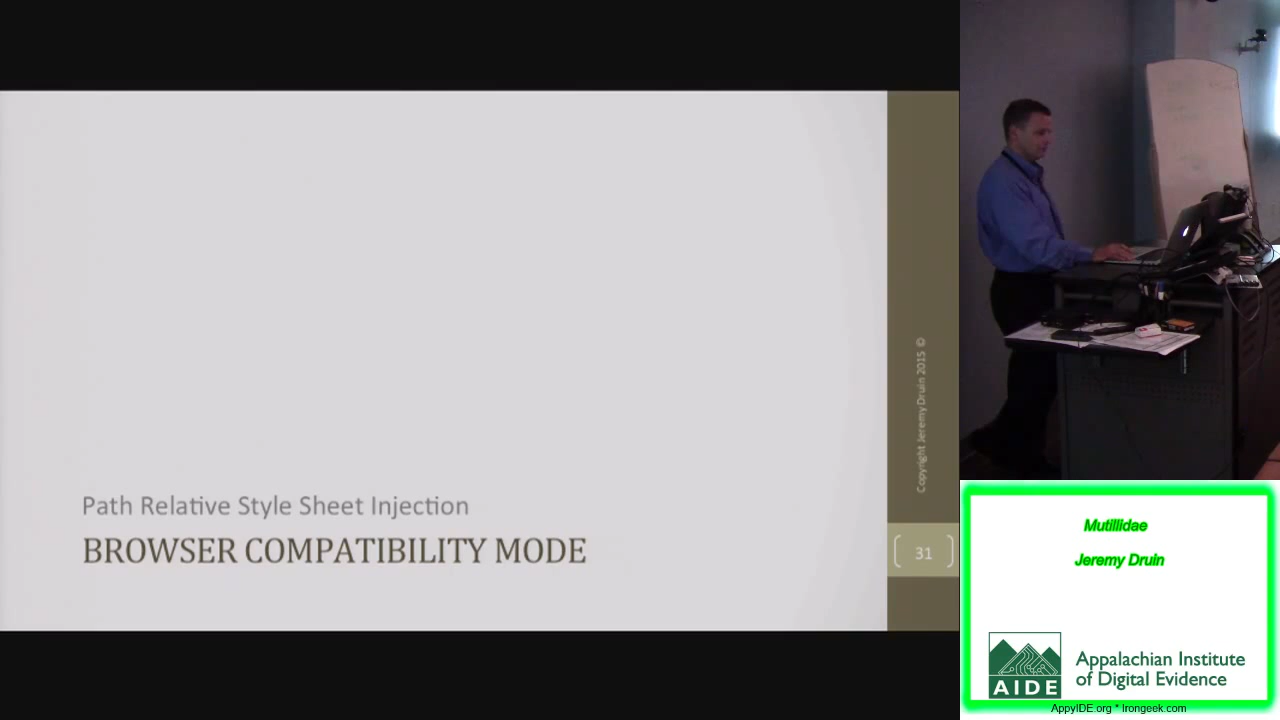 Path Relative Style Sheet Injection
BROWSER COMPATIBILITY MODE
Copyright Jeremy Druin 2015 ©
31
Mutillidae
Jeremy Druin
AIDE
Appalachian Institute
of Digital Evidence
AppyIDE.org * Irongeek.com